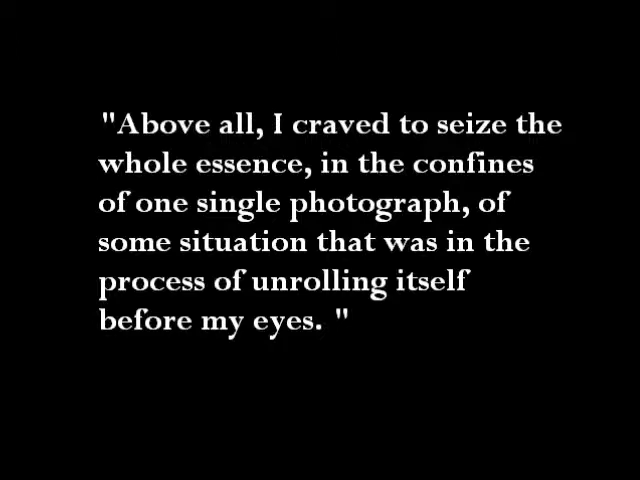 "Above all, I craved to seize the
whole essence, in the confines
of one single photograph, of
some situation that was in the
process of unrolling itself
before my eyes. "